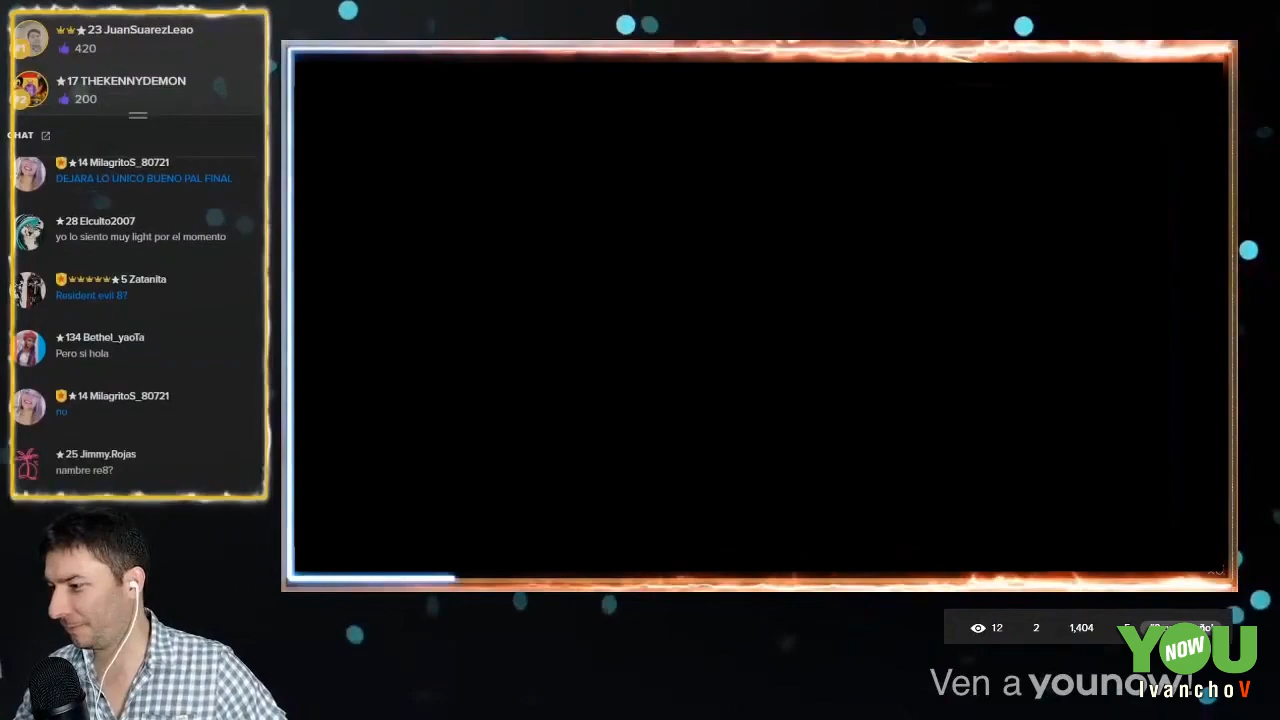 23 JuanSuarezLeao
#1
420
17 THEKENNYDEMON
#2
200
CHAT
14 MilagritoS_80721
DEJARA LO UNICO BUENO PAL FINAL
28 Elculto2007
yo lo siento muy light por el momento
5 Zatanita
Resident evil 8?
134 Bethel_yaoTa
Pero si hola
14 MilagritoS_80721
no
25 Jimmy.Rojas
nambre re8?
12 2 1,404
YOU
NOW
Ven a younow!
IvanchoV